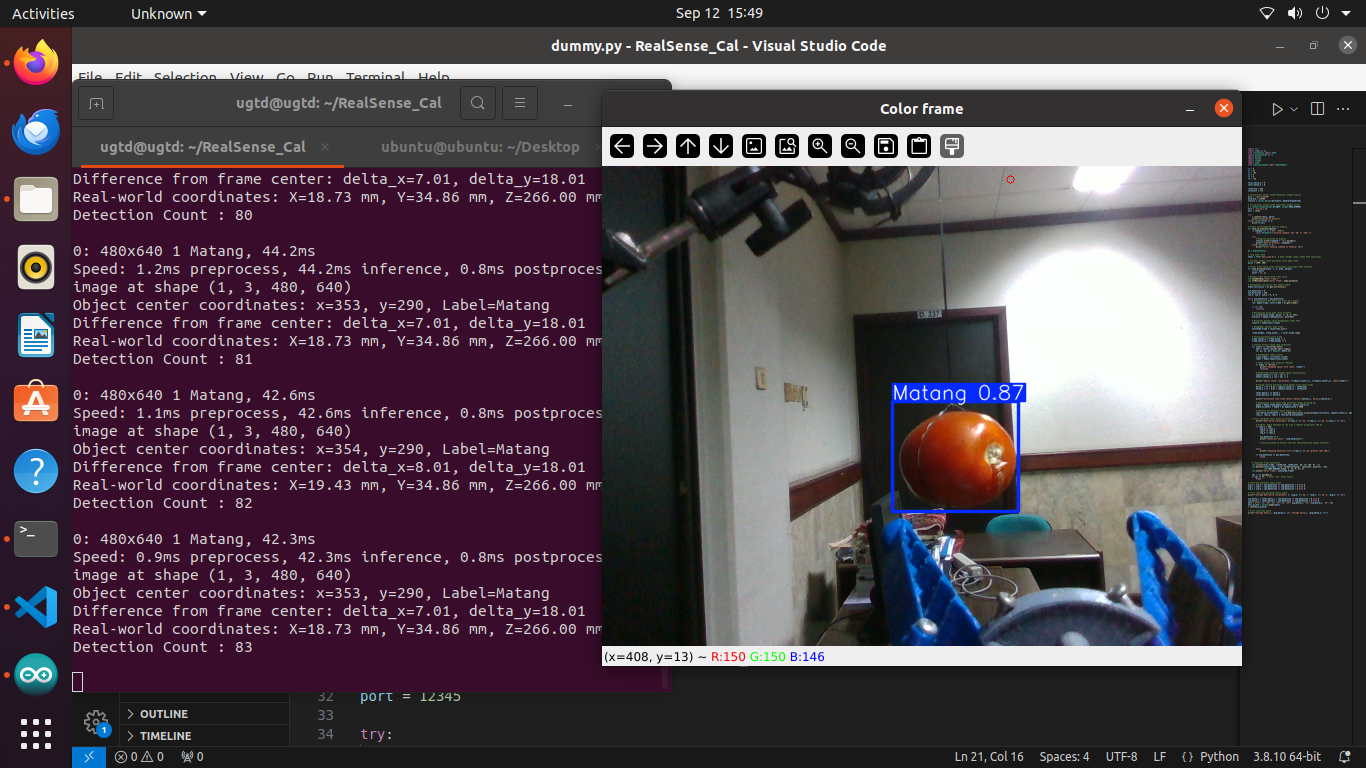 Activities
Unknown
Sep 12 15:49
dummy.py - RealSense_Cal - Visual Studio Code
File Edit Selection View Go Run Terminal Help
ugtd@ugtd: ~/RealSense_Cal
ugtd@ugtd: ~/RealSense_Cal
ubuntu@ubuntu: ~/Desktop
Difference from frame center: delta_x=7.01, delta_y=18.01
Real-world coordinates: X=18.73 mm, Y=34.86 mm, Z=266.00 mm
Detection Count : 80
0: 480x640 1 Matang, 44.2ms
Speed: 1.2ms preprocess, 44.2ms inference, 0.8ms postproces
image at shape (1, 3, 480, 640)
Object center coordinates: x=353, y=290, Label=Matang
Difference from frame center: delta_x=7.01, delta_y=18.01
Real-world coordinates: X=18.73 mm, Y=34.86 mm, Z=266.00 mm
Detection Count : 81
0: 480x640 1 Matang, 42.6ms
Speed: 1.1ms preprocess, 42.6ms inference, 0.8ms postproces
image at shape (1, 3, 480, 640)
Object center coordinates: x=354, y=290, Label=Matang
Difference from frame center: delta_x=8.01, delta_y=18.01
Real-world coordinates: X=19.43 mm, Y=34.86 mm, Z=266.00 mm
Detection Count : 82
0: 480x640 1 Matang, 42.3ms
Speed: 0.9ms preprocess, 42.3ms inference, 0.8ms postproces
image at shape (1, 3, 480, 640)
Object center coordinates: x=353, y=290, Label=Matang
Difference from frame center: delta_x=7.01, delta_y=18.01
Real-world coordinates: X=18.73 mm, Y=34.86 mm, Z=266.00 mm
Detection Count : 83
Color frame
D. 237
Matang 0.87
(x=408, y=13) ~ R:150 G:150 B:146
32 port = 12345
33
34 try:
OUTLINE
TIMELINE
1
0 0 0
Ln 21, Col 16
Spaces: 4
UTF-8
LF
{ } Python
3.8.10 64-bit